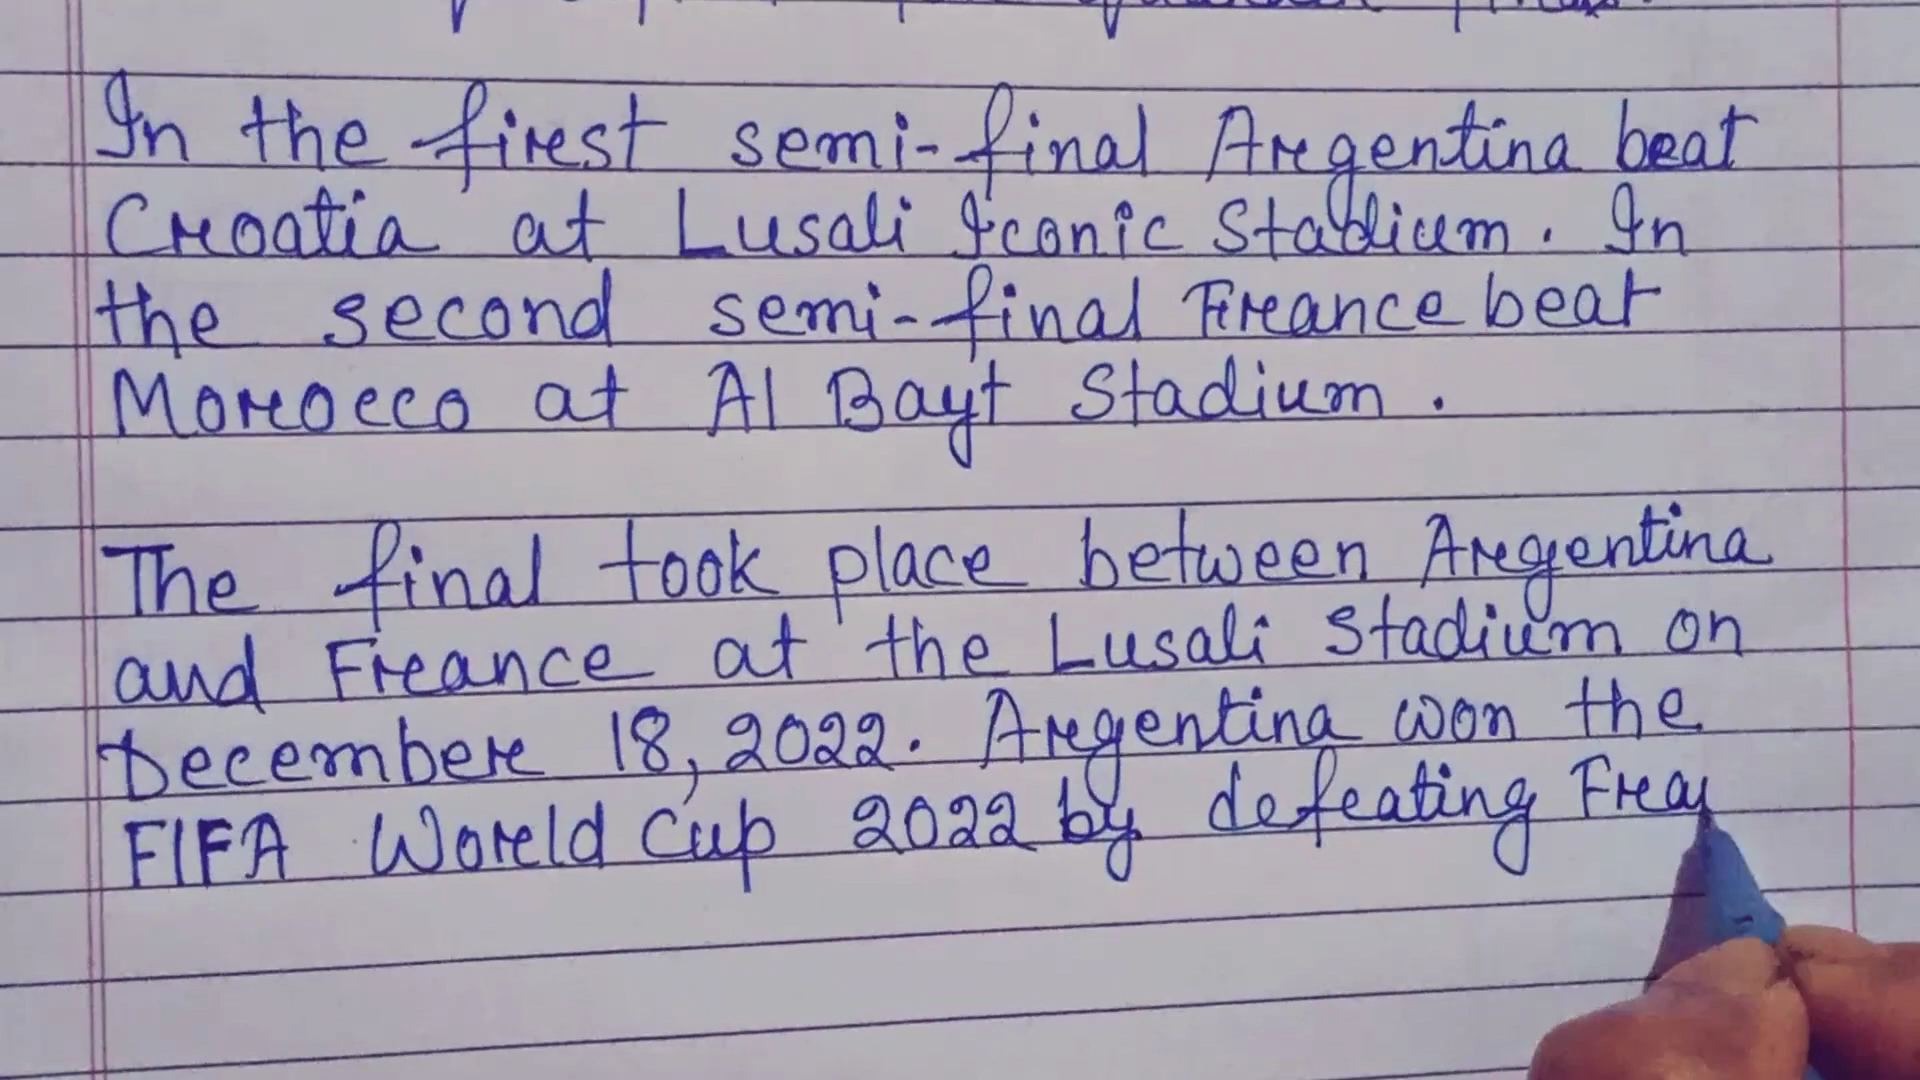 In the first semi-final Argentina beat
Croatia at Lusali Iconic Stadium. In
the second semi-final France beat
Morocco at Al Bayt Stadium.
The final took place between Argentina
and France at the Lusali Stadium on
December 18, 2022. Argentina won the
FIFA World Cup 2022 by defeating Fra